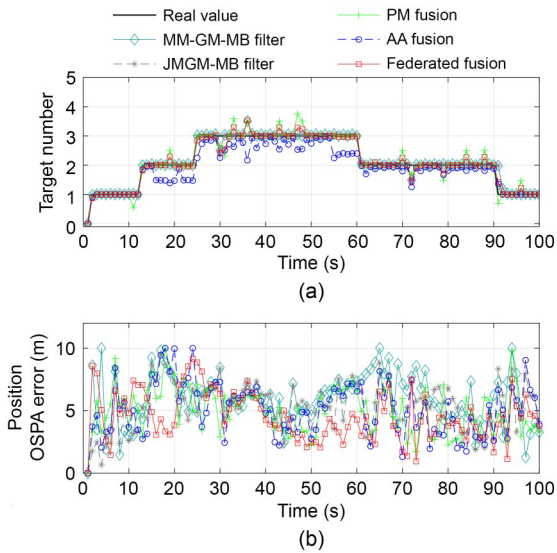 Real value PM fusion
MM-GM-MB filter AA fusion
JMGM-MB filter Federated fusion
Target number
5
4
3
2
1
0
0 10 20 30 40 50 60 70 80 90 100
Time (s)
(a)
Position
OSPA error (m)
10
5
0
0 10 20 30 40 50 60 70 80 90 100
Time (s)
(b)